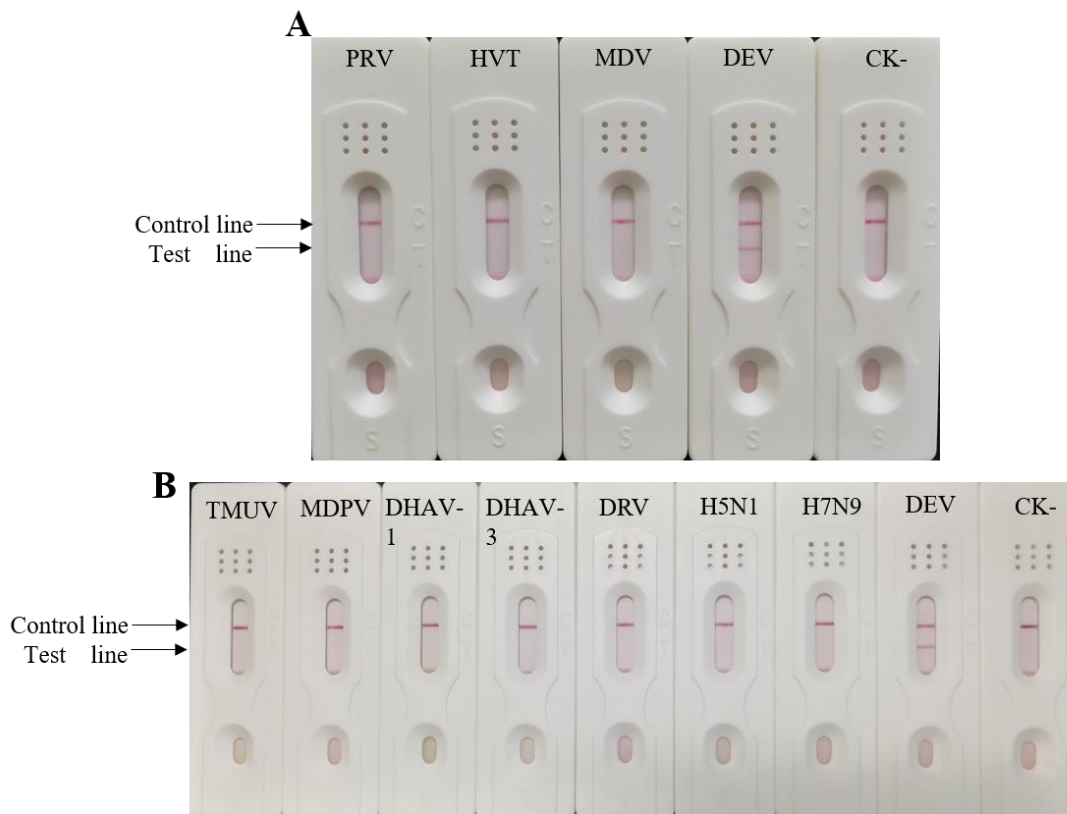 A
PRV HVT MDV DEV CK-
Control line
Test line
C
T
C
T
C
T
C
T
C
T
S S S S S
B
TMUV MDPV DHAV-1 DHAV-3 DRV H5N1 H7N9 DEV CK-
Control line
Test line